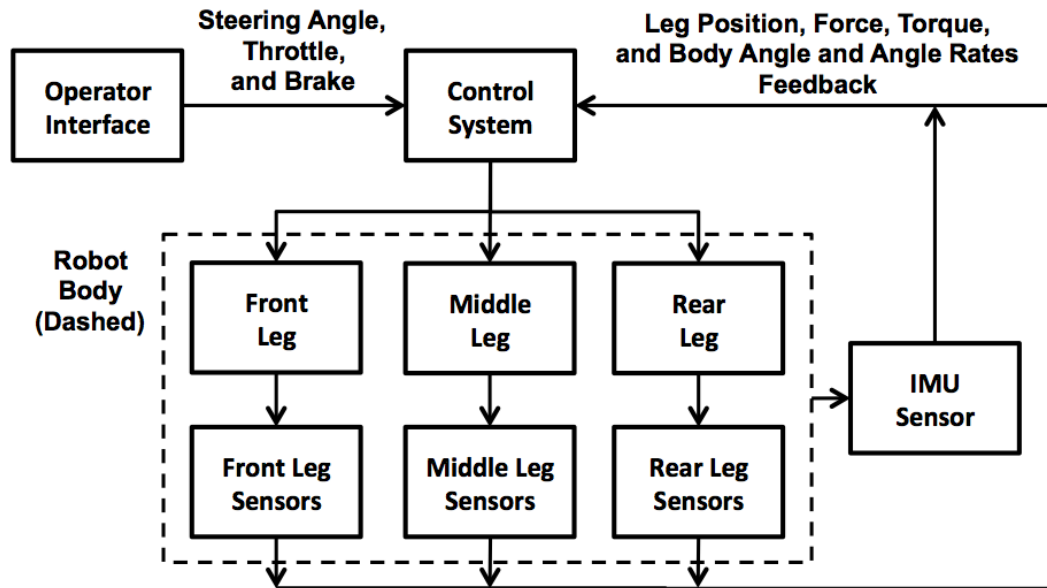 Steering Angle,
Throttle,
and Brake
Leg Position, Force, Torque,
and Body Angle and Angle Rates
Feedback
Operator
Interface
Control
System
Robot
Body
(Dashed)
Front
Leg
Middle
Leg
Rear
Leg
IMU
Sensor
Front Leg
Sensors
Middle Leg
Sensors
Rear Leg
Sensors